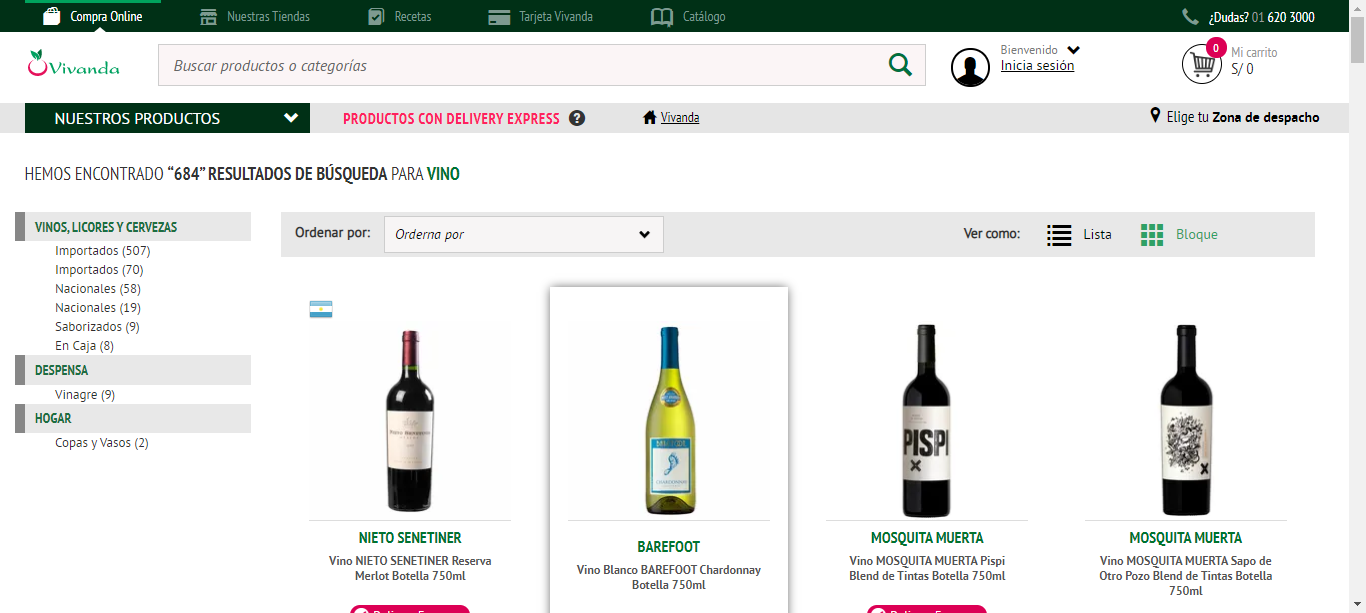 Compra Online
Nuestras Tiendas
Recetas
Tarjeta Vivanda
Catálogo
¿Dudas? 01 620 3000
Vivanda
Buscar productos o categorías
Bienvenido
Inicia sesión
0
Mi carrito
S/ 0
NUESTROS PRODUCTOS
PRODUCTOS CON DELIVERY EXPRESS ?
Vivanda
Elige tu Zona de despacho
HEMOS ENCONTRADO “684” RESULTADOS DE BÚSQUEDA PARA VINO
VINOS, LICORES Y CERVEZAS
Importados (507)
Importados (70)
Nacionales (58)
Nacionales (19)
Saborizados (9)
En Caja (8)
DESPENSA
Vinagre (9)
HOGAR
Copas y Vasos (2)
Ordenar por:
Orderna por
Ver como:
Lista
Bloque
NIETO SENETINER
Vino NIETO SENETINER Reserva
Merlot Botella 750ml
BAREFOOT
CHARDONNAY
BAREFOOT
Vino Blanco BAREFOOT Chardonnay
Botella 750ml
PISPI
MOSQUITA MUERTA
Vino MOSQUITA MUERTA Pispi
Blend de Tintas Botella 750ml
MOSQUITA MUERTA
Vino MOSQUITA MUERTA Sapo de
Otro Pozo Blend de Tintas Botella
750ml